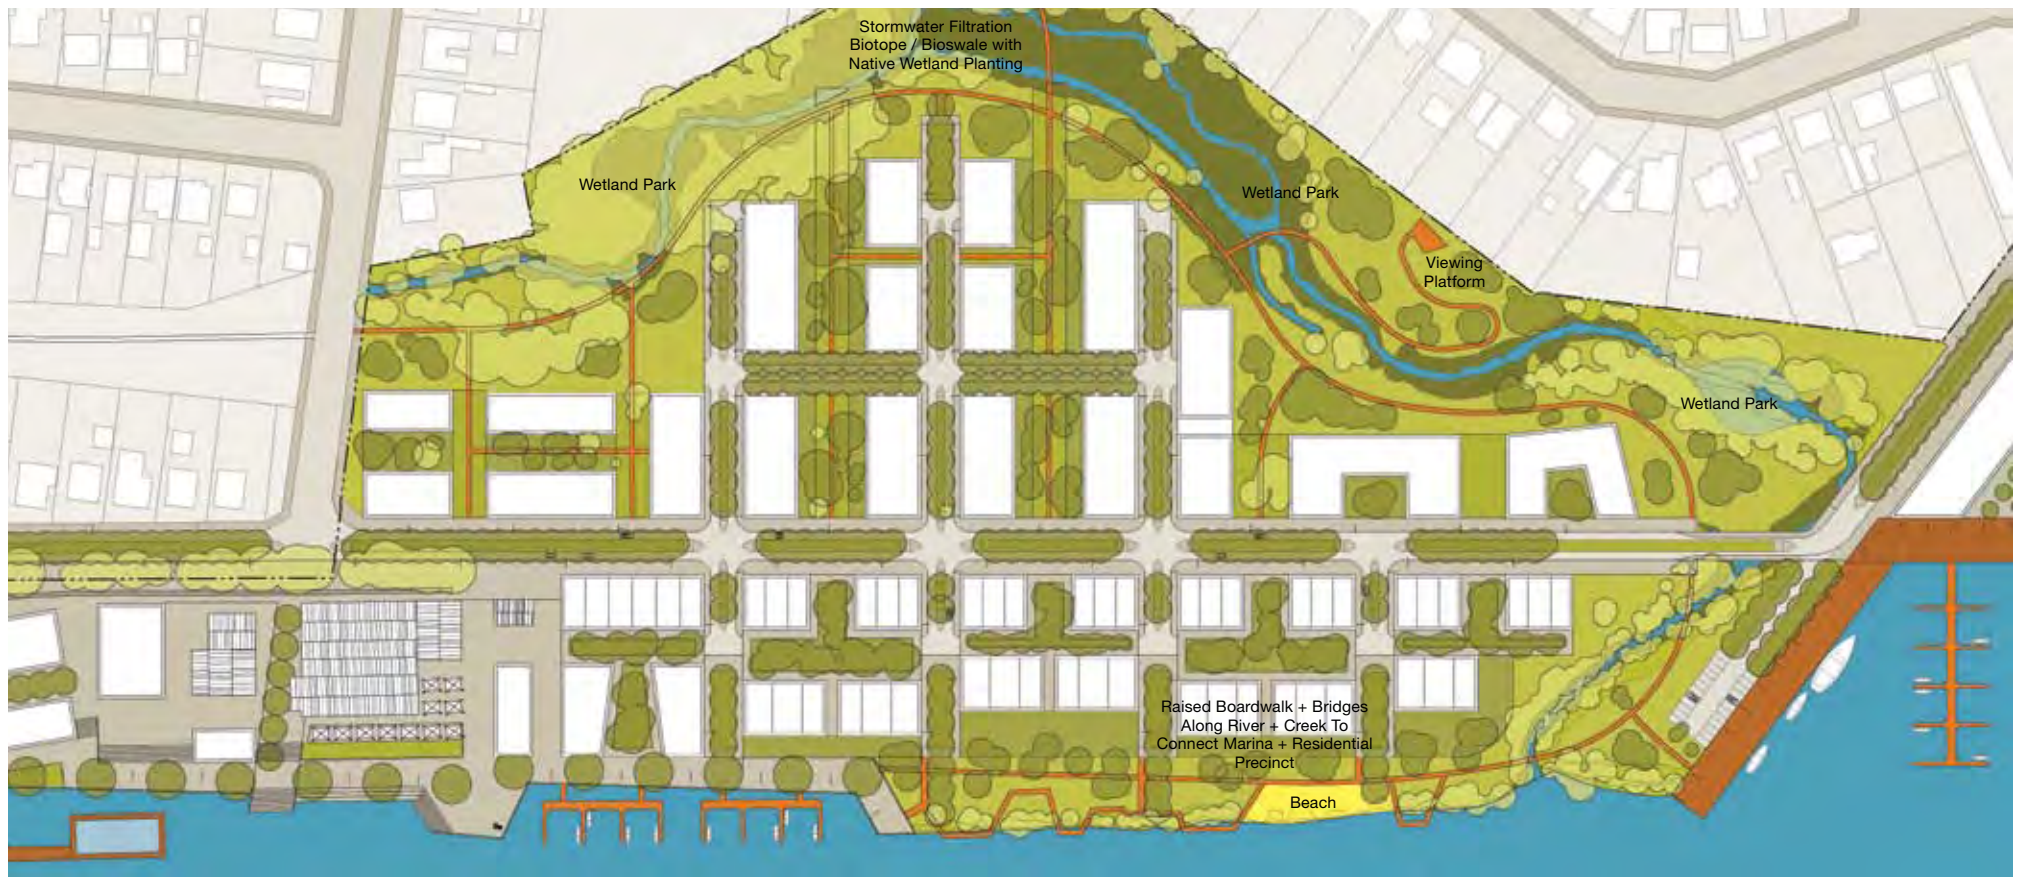 Stormwater Filtration
Biotope / Bioswale with
Native Wetland Planting
Wetland Park
Wetland Park
Viewing
Platform
Wetland Park
Raised Boardwalk + Bridges
Along River + Creek To
Connect Marina + Residential
Precinct
Beach